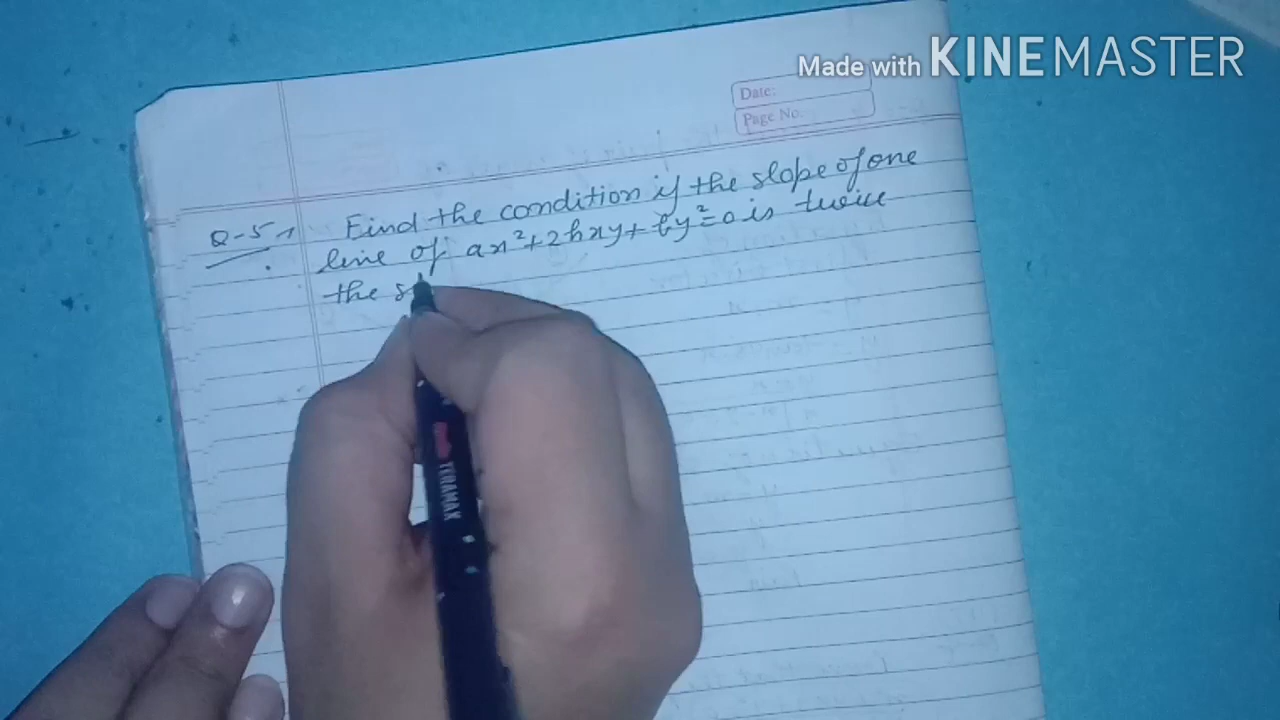 Made with KINEMASTER
Date:
Page No.
Q-5, Find the condition if the slope of one
line of ax²+2hxy+by²=0 is twice
the s
TERAMAX